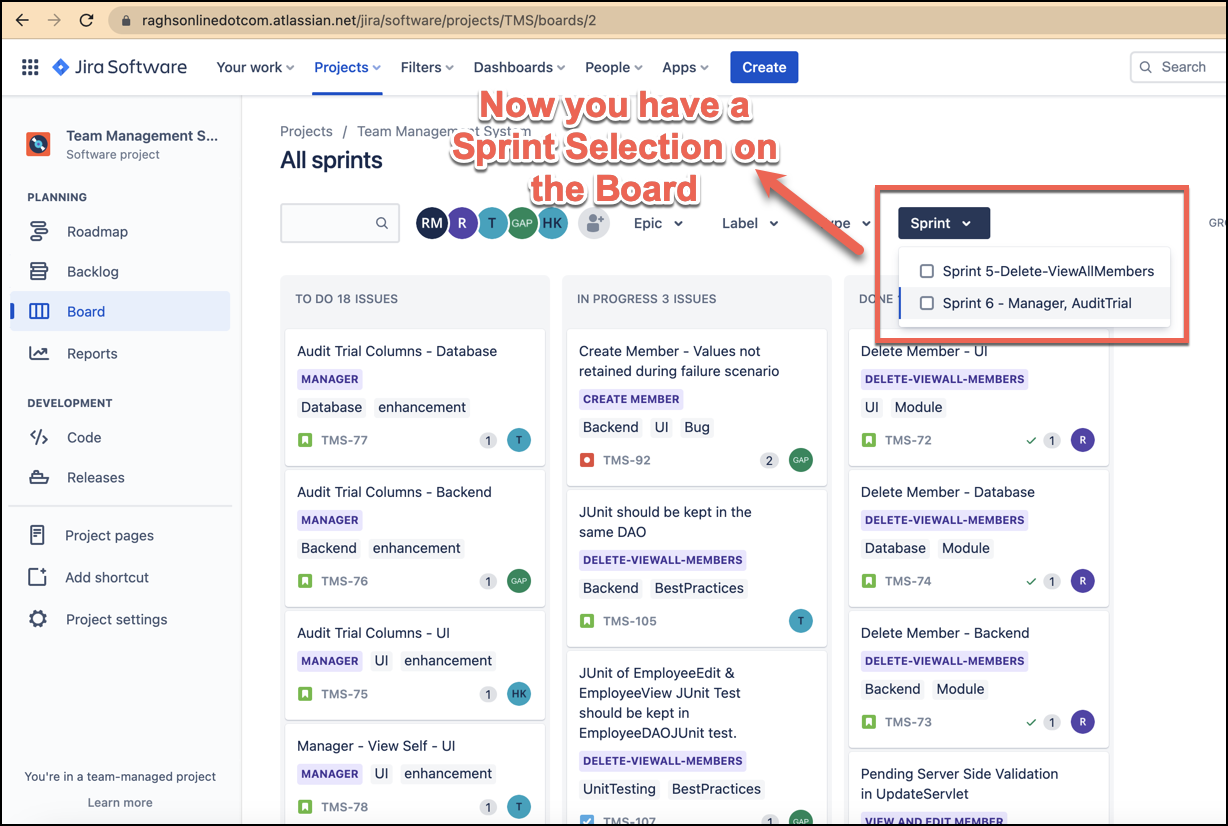 raghsonlinedotcom.atlassian.net/jira/software/projects/TMS/boards/2
Jira Software
Your work
Projects
Filters
Dashboards
People
Apps
Create
Search
Now you have a
Sprint Selection on
the Board
Team Management S...
Software project
PLANNING
Roadmap
Backlog
Board
Reports
DEVELOPMENT
Code
Releases
Project pages
Add shortcut
Project settings
You're in a team-managed project
Learn more
Projects / Team Management System
All sprints
RM R T GAP HK
Epic
Label
Sprint
Sprint 5-Delete-ViewAllMembers
Sprint 6 - Manager, AuditTrial
TO DO 18 ISSUES
Audit Trial Columns - Database
MANAGER
Database enhancement
TMS-77 1 T
Audit Trial Columns - Backend
MANAGER
Backend enhancement
TMS-76 1 GAP
Audit Trial Columns - UI
MANAGER UI enhancement
TMS-75 1 HK
Manager - View Self - UI
MANAGER UI enhancement
TMS-78 1 T
IN PROGRESS 3 ISSUES
Create Member - Values not
retained during failure scenario
CREATE MEMBER
Backend UI Bug
TMS-92 2 GAP
JUnit should be kept in the
same DAO
DELETE-VIEWALL-MEMBERS
Backend BestPractices
TMS-105 T
JUnit of EmployeeEdit &
EmployeeView JUnit Test
should be kept in
EmployeeDAOJUnit test.
DELETE-VIEWALL-MEMBERS
UnitTesting BestPractices
TMS-107 1 GAP
DONE
Delete Member - UI
DELETE-VIEWALL-MEMBERS
UI Module
TMS-72 1 R
Delete Member - Database
DELETE-VIEWALL-MEMBERS
Database Module
TMS-74 1 R
Delete Member - Backend
DELETE-VIEWALL-MEMBERS
Backend Module
TMS-73 1 R
Pending Server Side Validation
in UpdateServlet
VIEW AND EDIT MEMBER